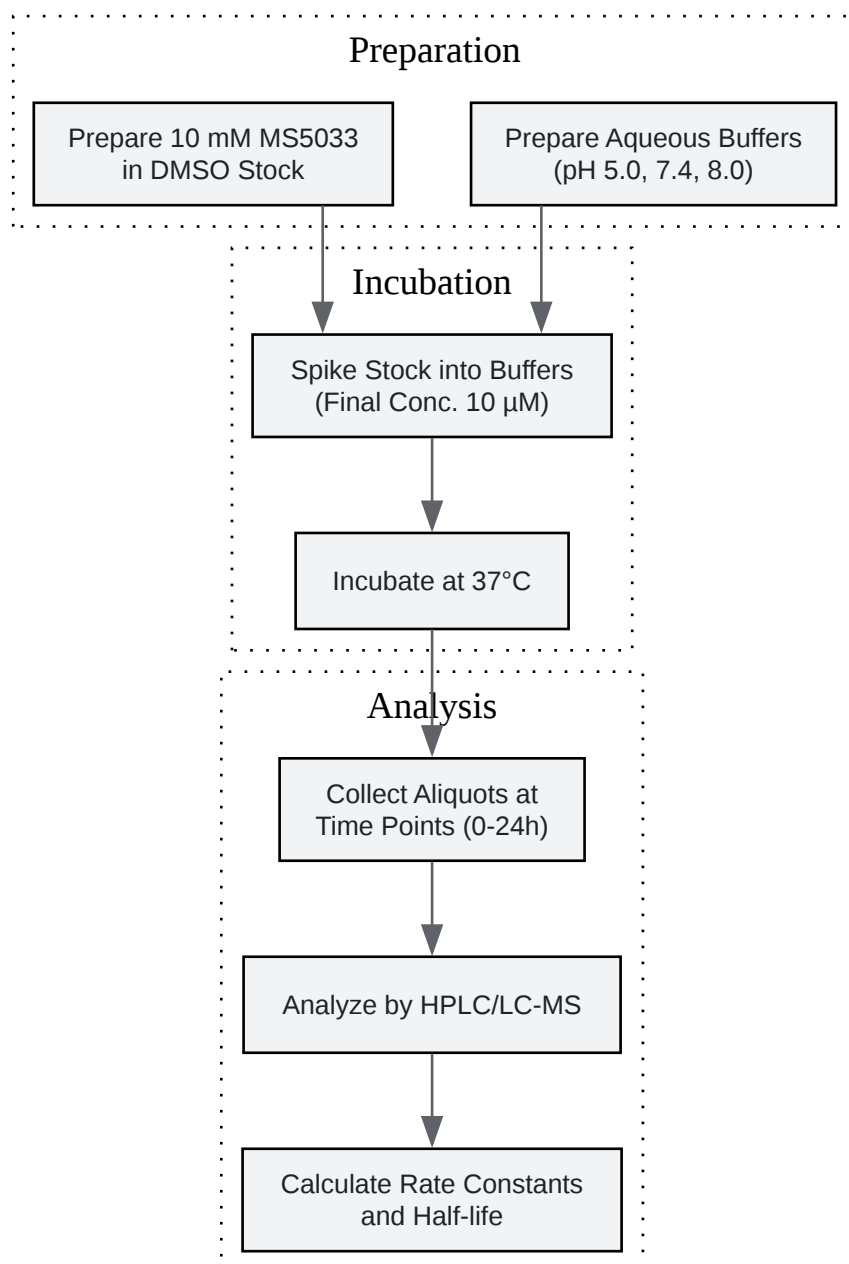 Preparation
Prepare 10 mM MS5033
in DMSO Stock
Prepare Aqueous Buffers
(pH 5.0, 7.4, 8.0)
Incubation
Spike Stock into Buffers
(Final Conc. 10 µM)
Incubate at 37°C
Analysis
Collect Aliquots at
Time Points (0-24h)
Analyze by HPLC/LC-MS
Calculate Rate Constants
and Half-life